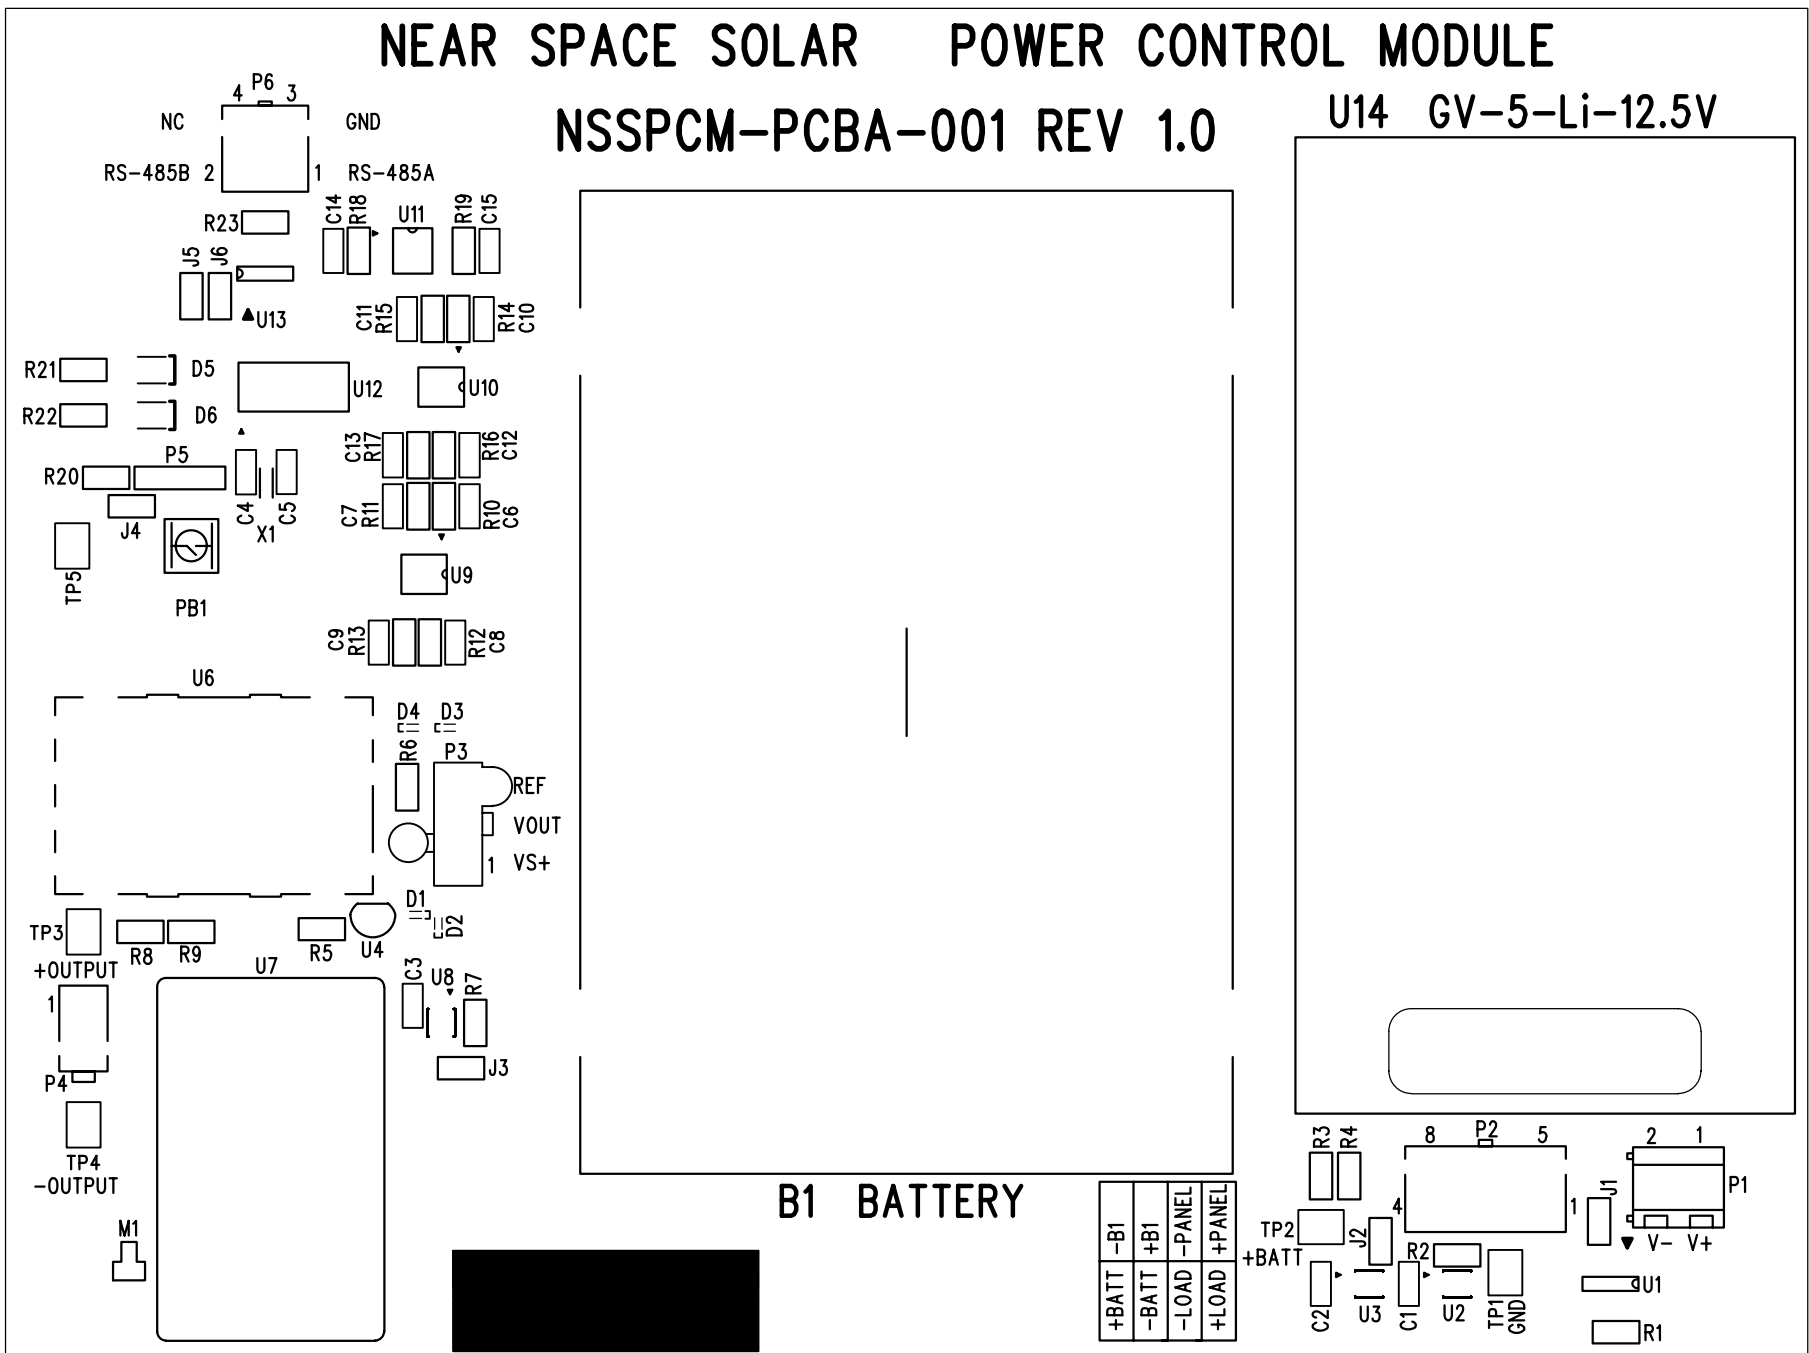 NEAR SPACE SOLAR POWER CONTROL MODULE
NSSPCM-PCBA-001 REV 1.0
U14 GV-5-Li-12.5V
P6
4 3
NC GND
RS-485B 2 1 RS-485A
R23
C14 R18 U11 R19 C15
J5 J6
U13
C11 R15 R14 C10
R21 D5
U12 U10
R22 D6
C13 R17 R16 C12
R20 P5
C4 X1 C5
C7 R11 R10 C6
J4
TP5
PB1
U9
C9 R13 R12 C8
U6
D4 D3
R6 P3
REF
VOUT
1 VS+
D1
D2
TP3
+OUTPUT
R8 R9 R5 U4
U7
C3 U8 R7
1
J3
P4
TP4
-OUTPUT
M1
B1 BATTERY
-B1 +B1 -PANEL +PANEL
+BATT -BATT -LOAD +LOAD
R3 R4 8 P2 5 2 1
4 1 J1 P1
TP2
+BATT
J2 R2 V- V+
C2 U3 C1 U2 TP1 GND
U1
R1